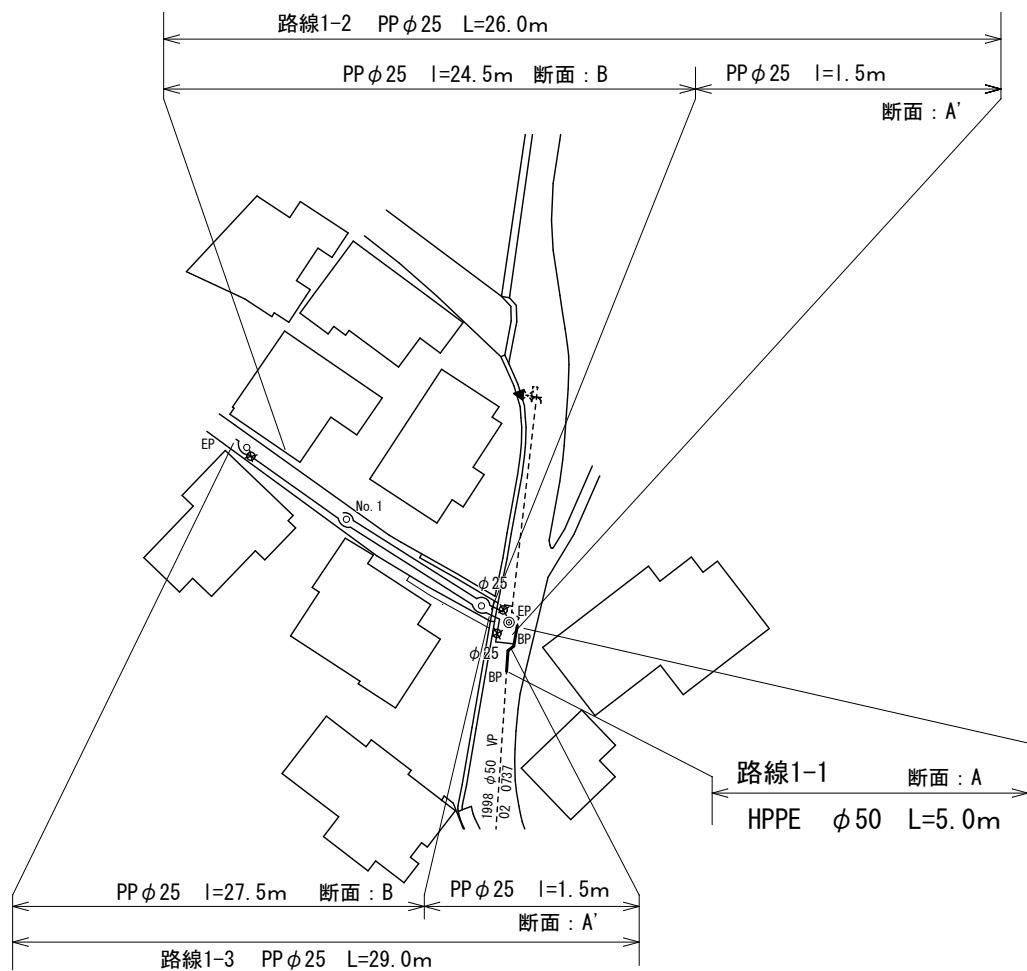 路線1-2 PPφ25 L=26.0m
PPφ25 l=24.5m 断面：B
PPφ25 l=1.5m
断面：A'
EP
No.1
φ25
EP
BP
φ25
BP
1998 φ50 VP
02 0737
路線1-1 断面：A
HPPE φ50 L=5.0m
PPφ25 l=27.5m 断面：B
PPφ25 l=1.5m
断面：A'
路線1-3 PPφ25 L=29.0m